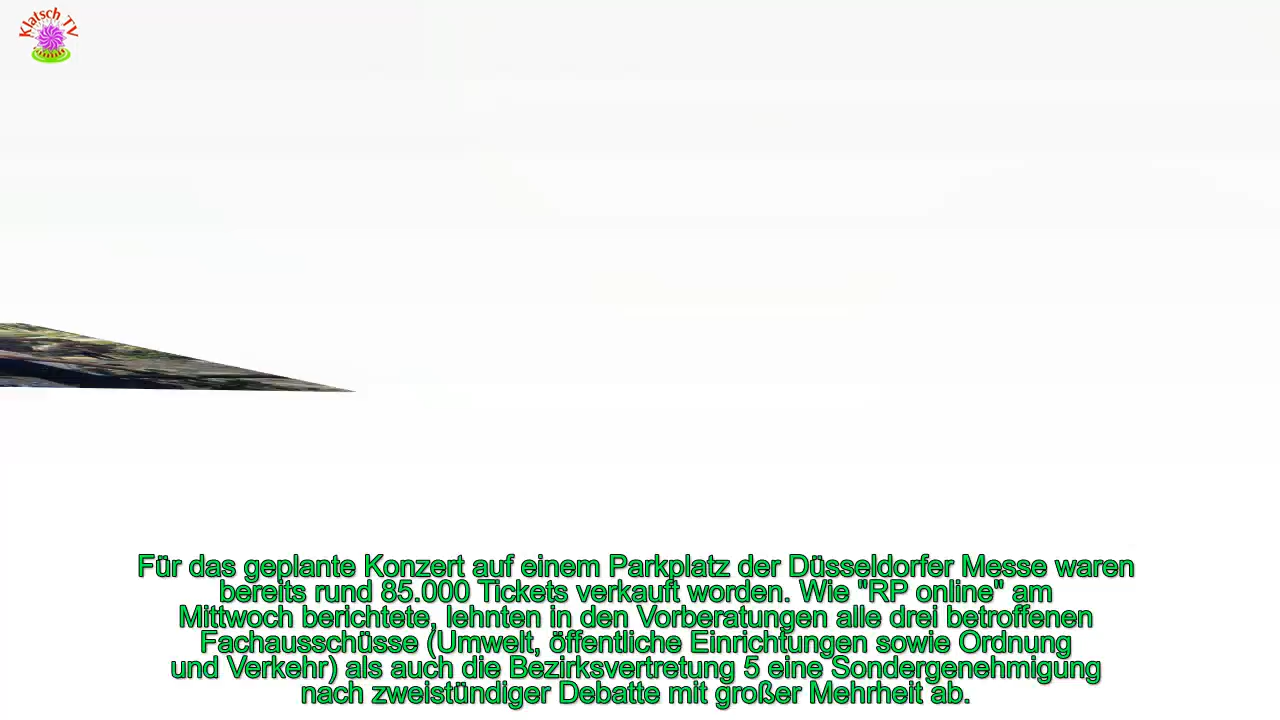 Klatsch TV
Für das geplante Konzert auf einem Parkplatz der Düsseldorfer Messe waren
bereits rund 85.000 Tickets verkauft worden. Wie "RP online" am
Mittwoch berichtete, lehnten in den Vorberatungen alle drei betroffenen
Fachausschüsse (Umwelt, öffentliche Einrichtungen sowie Ordnung
und Verkehr) als auch die Bezirksvertretung 5 eine Sondergenehmigung
nach zweistündiger Debatte mit großer Mehrheit ab.